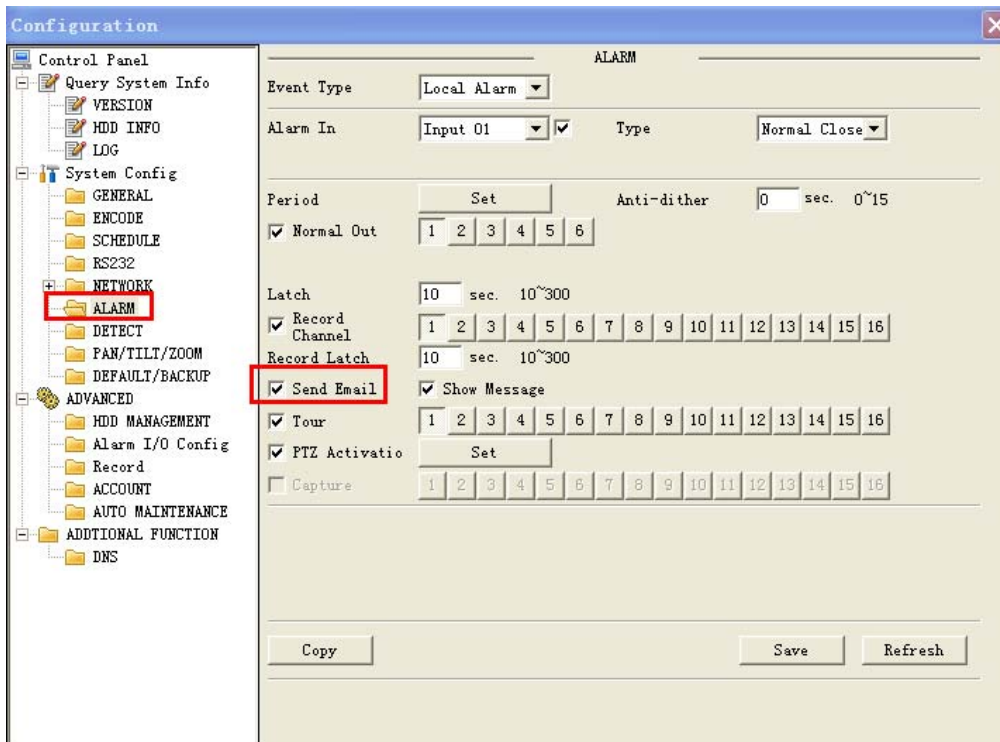 Configuration
Control Panel
Query System Info
VERSION
HDD INFO
LOG
System Config
GENERAL
ENCODE
SCHEDULE
RS232
NETWORK
ALARM
DETECT
PAN/TILT/ZOOM
DEFAULT/BACKUP
ADVANCED
HDD MANAGEMENT
Alarm I/O Config
Record
ACCOUNT
AUTO MAINTENANCE
ADDTIONAL FUNCTION
DNS
ALARM
Event Type Local Alarm
Alarm In Input 01 Type Normal Close
Period Set Anti-dither 0 sec. 0~15
Normal Out 1 2 3 4 5 6
Latch 10 sec. 10~300
Record
Channel 1 2 3 4 5 6 7 8 9 10 11 12 13 14 15 16
Record Latch 10 sec. 10~300
Send Email Show Message
Tour 1 2 3 4 5 6 7 8 9 10 11 12 13 14 15 16
PTZ Activatio Set
Capture 1 2 3 4 5 6 7 8 9 10 11 12 13 14 15 16
Copy Save Refresh